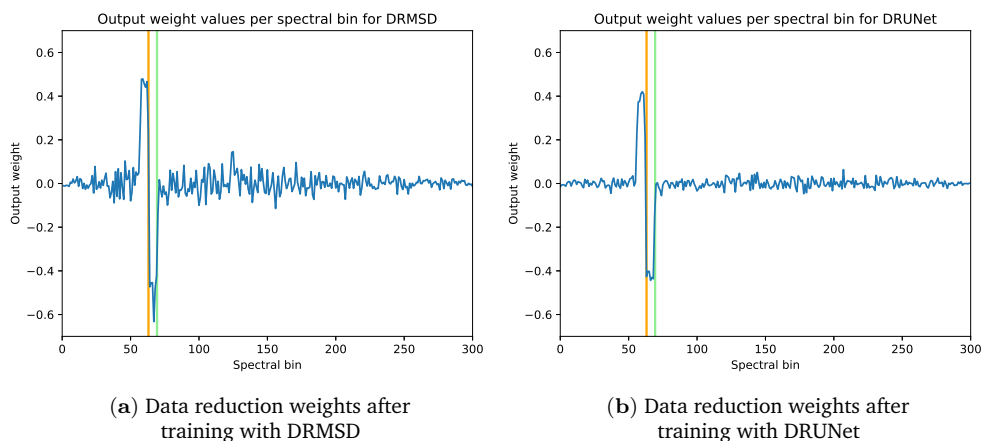 Output weight values per spectral bin for DRMSD
0.6
0.4
0.2
0.0
−0.2
−0.4
−0.6
Output weight
0 50 100 150 200 250 300
Spectral bin
(a) Data reduction weights after
training with DRMSD
Output weight values per spectral bin for DRUNet
0.6
0.4
0.2
0.0
−0.2
−0.4
−0.6
Output weight
0 50 100 150 200 250 300
Spectral bin
(b) Data reduction weights after
training with DRUNet